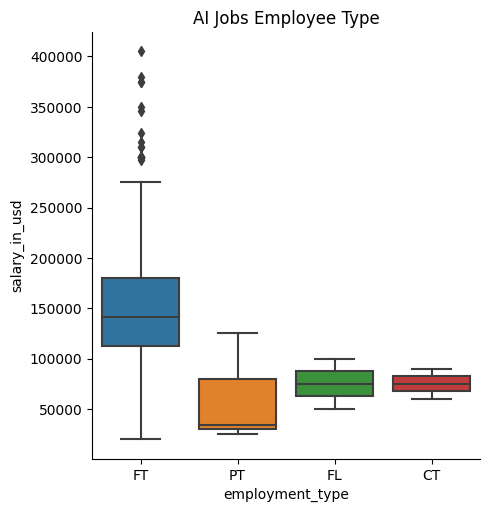 AI Jobs Employee Type
400000
350000
300000
250000
200000
150000
100000
50000
salary_in_usd
FT PT FL CT
employment_type